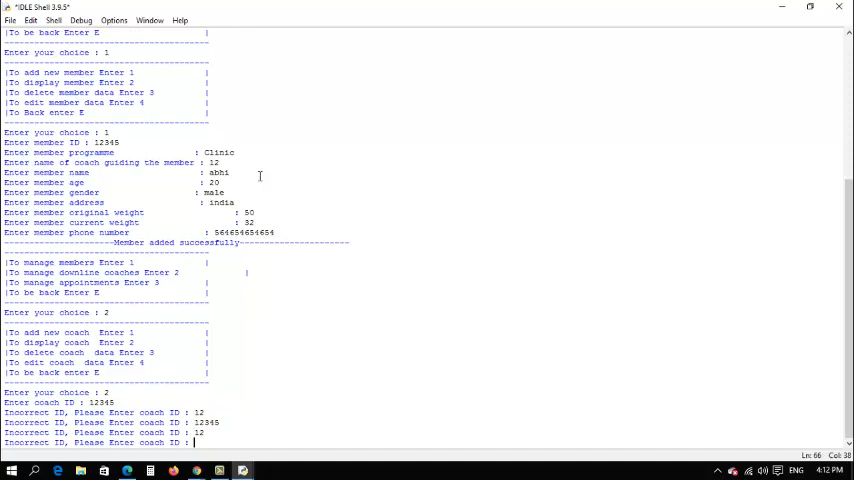 *IDLE Shell 3.9.5*
File Edit Shell Debug Options Window Help
|To be back Enter E |
-----------------------------------------
Enter your choice : 1
-----------------------------------------
|To add new member Enter 1 |
|To display member Enter 2 |
|To delete member data Enter 3 |
|To edit member data Enter 4 |
|To Back enter E |
-----------------------------------------
Enter your choice : 1
Enter member ID : 12345
Enter member programme : Clinic
Enter name of coach guiding the member : 12
Enter member name : abhi
Enter member age : 20
Enter member gender : male
Enter member address : india
Enter member original weight : 50
Enter member current weight : 32
Enter member phone number : 564654654654
----------------------Member added successfully----------------------
-----------------------------------------
|To manage members Enter 1 |
|To manage downline coaches Enter 2 |
|To manage appointments Enter 3 |
|To be back Enter E |
-----------------------------------------
Enter your choice : 2
-----------------------------------------
|To add new coach Enter 1 |
|To display coach Enter 2 |
|To delete coach data Enter 3 |
|To edit coach data Enter 4 |
|To be back enter E |
-----------------------------------------
Enter your choice : 2
Enter coach ID : 12345
Incorrect ID, Please Enter coach ID : 12
Incorrect ID, Please Enter coach ID : 12345
Incorrect ID, Please Enter coach ID : 12
Incorrect ID, Please Enter coach ID :
Ln: 66 Col: 38
ENG 4:12 PM